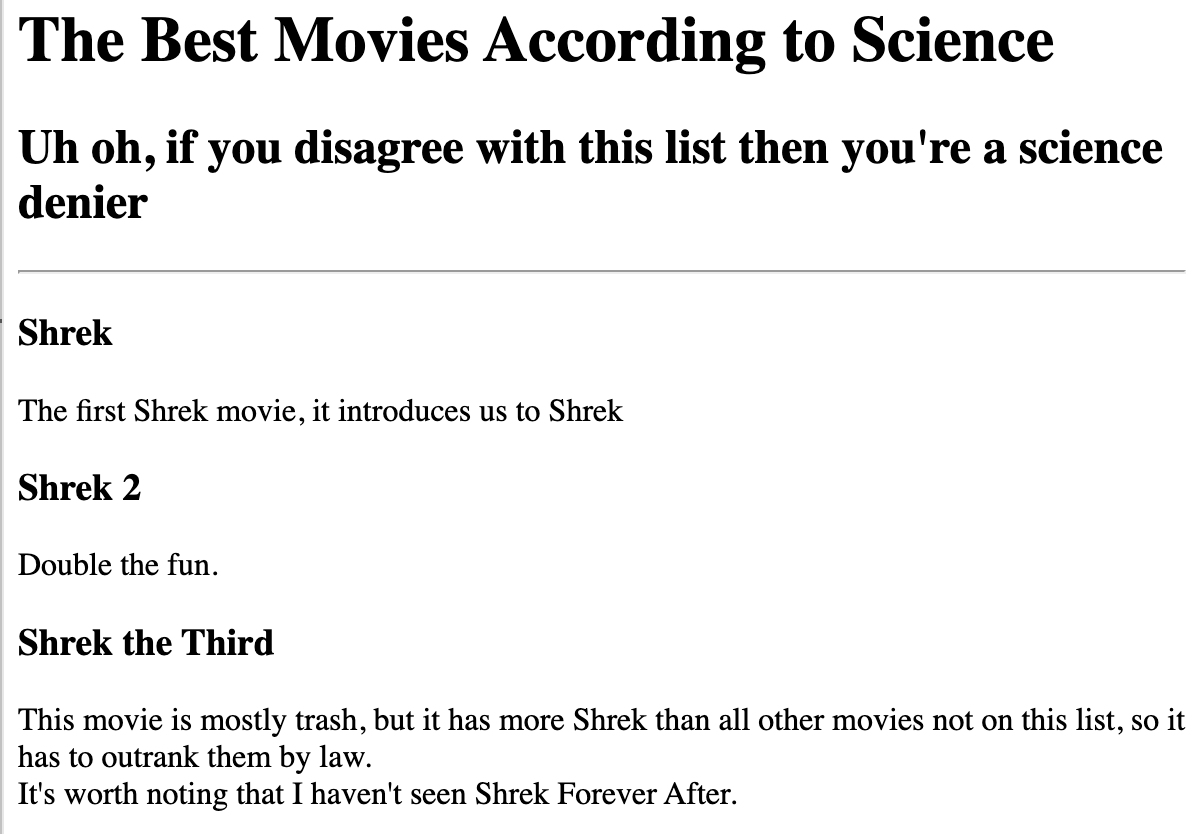 The Best Movies According to Science
Uh oh, if you disagree with this list then you're a science
denier
Shrek
The first Shrek movie, it introduces us to Shrek
Shrek 2
Double the fun.
Shrek the Third
This movie is mostly trash, but it has more Shrek than all other movies not on this list, so it
has to outrank them by law.
It's worth noting that I haven't seen Shrek Forever After.